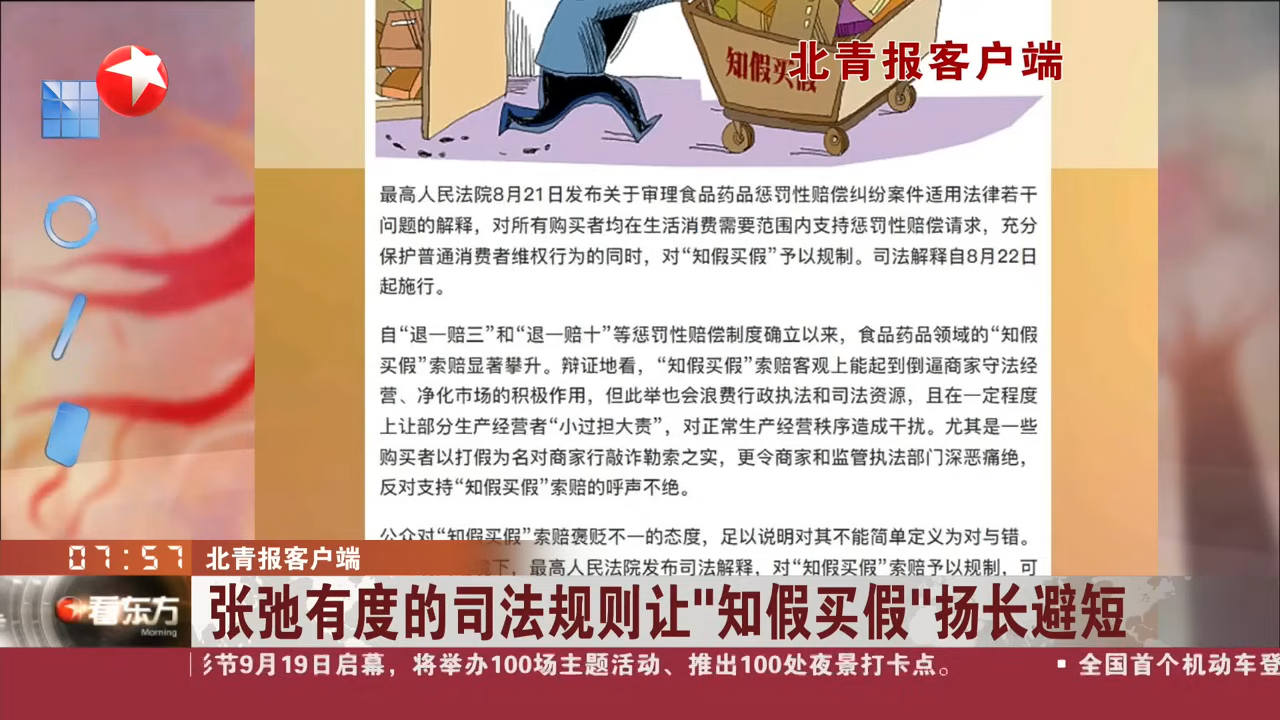 知假买假
北青报客户端
最高人民法院8月21日发布关于审理食品药品惩罚性赔偿纠纷案件适用法律若干
问题的解释，对所有购买者均在生活消费需要范围内支持惩罚性赔偿请求，充分
保护普通消费者维权行为的同时，对“知假买假”予以规制。司法解释自8月22日
起施行。
自“退一赔三”和“退一赔十”等惩罚性赔偿制度确立以来，食品药品领域的“知假
买假”索赔显著攀升。辩证地看，“知假买假”索赔客观上能起到倒逼商家守法经
营、净化市场的积极作用，但此举也会浪费行政执法和司法资源，且在一定程度
上让部分生产经营者“小过担大责”，对正常生产经营秩序造成干扰。尤其是一些
购买者以打假为名对商家行敲诈勒索之实，更令商家和监管执法部门深恶痛绝，
反对支持“知假买假”索赔的呼声不绝。
公众对“知假买假”索赔褒贬不一的态度，足以说明对其不能简单定义为对与错。
下，最高人民法院发布司法解释，对“知假买假”索赔予以规制，可
07:57
北青报客户端
看东方
Morning
张弛有度的司法规则让"知假买假"扬长避短
节9月19日启幕，将举办100场主题活动、推出100处夜景打卡点。
■ 全国首个机动车登